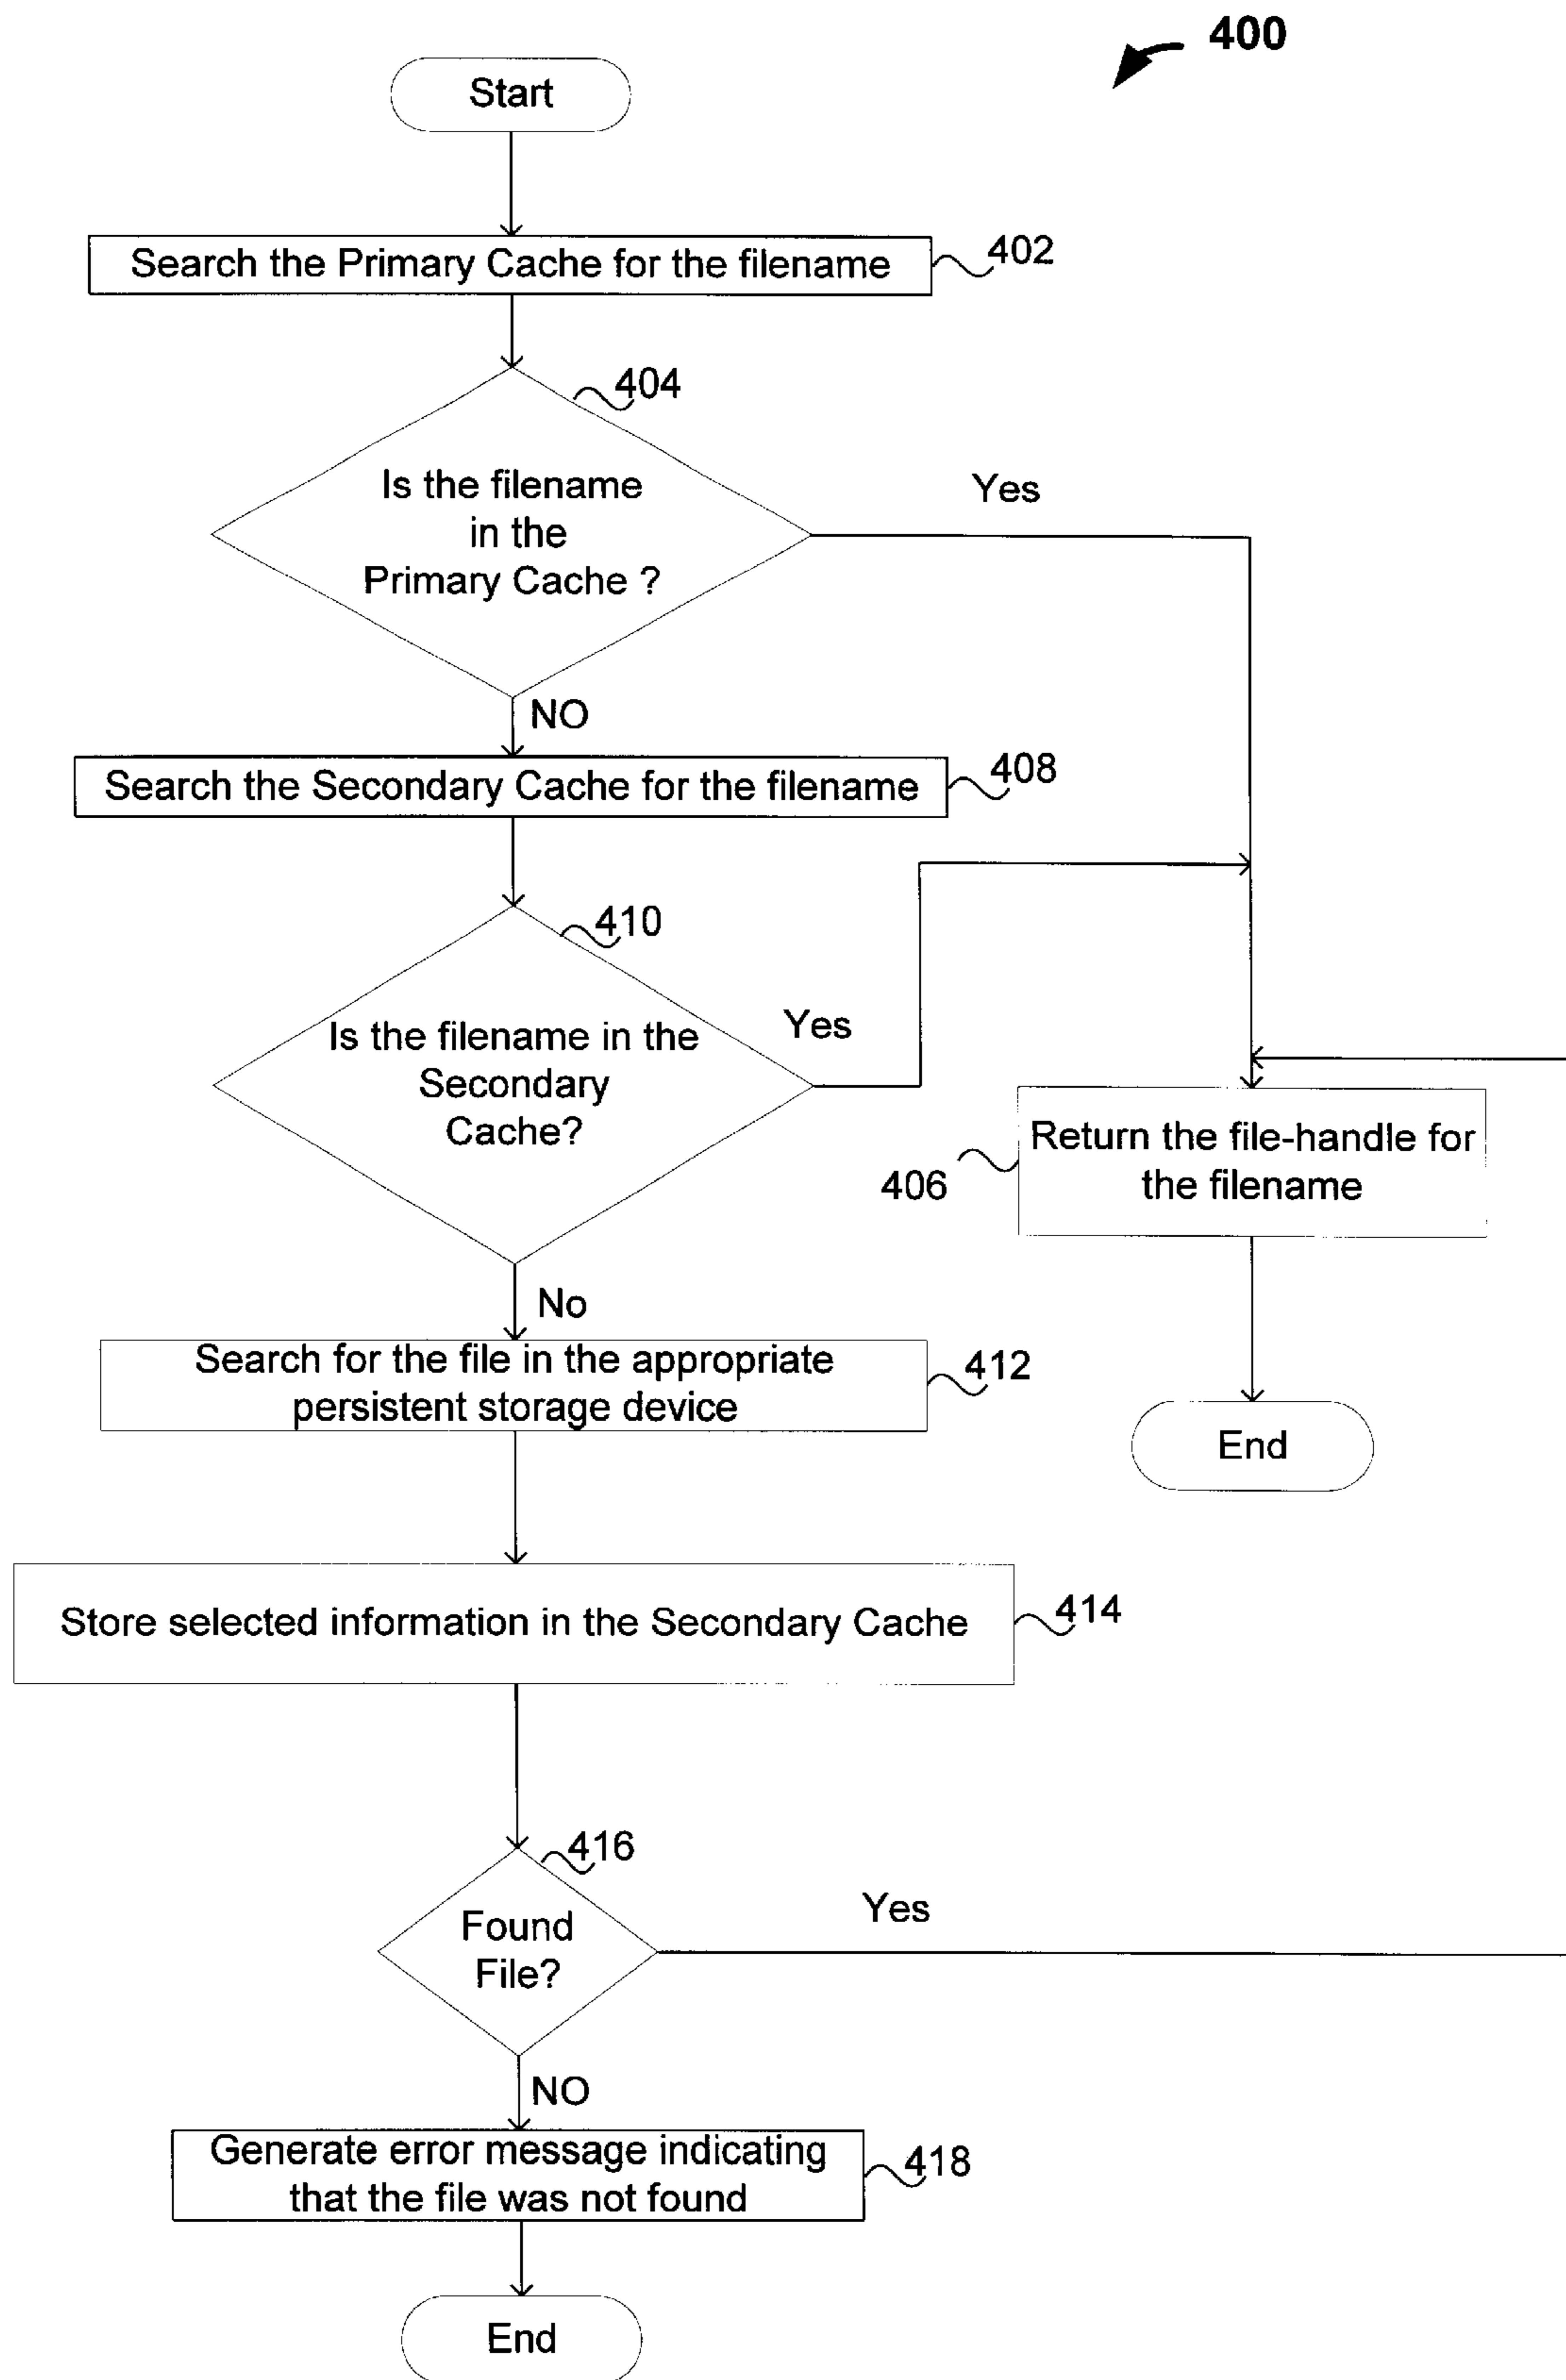 400
Start
Search the Primary Cache for the filename
402
404
Is the filename
in the
Primary Cache ?
Yes
NO
Search the Secondary Cache for the filename
408
410
Is the filename in the
Secondary
Cache?
Yes
Return the file-handle for
the filename
406
No
Search for the file in the appropriate
persistent storage device
412
End
Store selected information in the Secondary Cache
414
416
Found
File?
Yes
NO
Generate error message indicating
that the file was not found
418
End